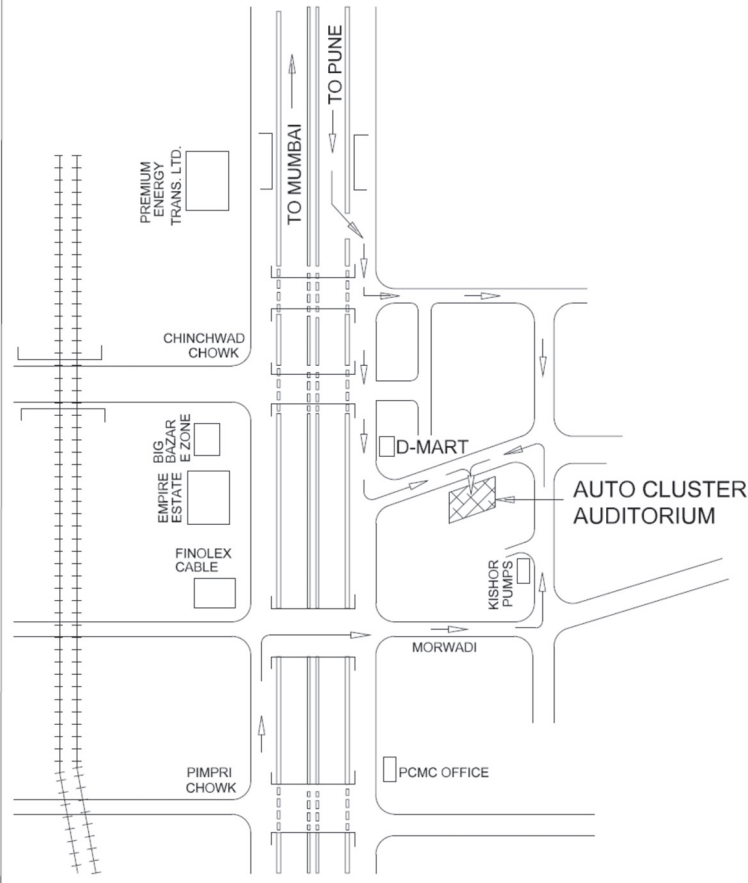 TO MUMBAI
TO PUNE
PREMIUM
ENERGY
TRANS. LTD.
CHINCHWAD
CHOWK
BIG
BAZAR
E ZONE
D-MART
EMPIRE
ESTATE
AUTO CLUSTER
AUDITORIUM
FINOLEX
CABLE
KISHOR
PUMPS
MORWADI
PIMPRI
CHOWK
PCMC OFFICE